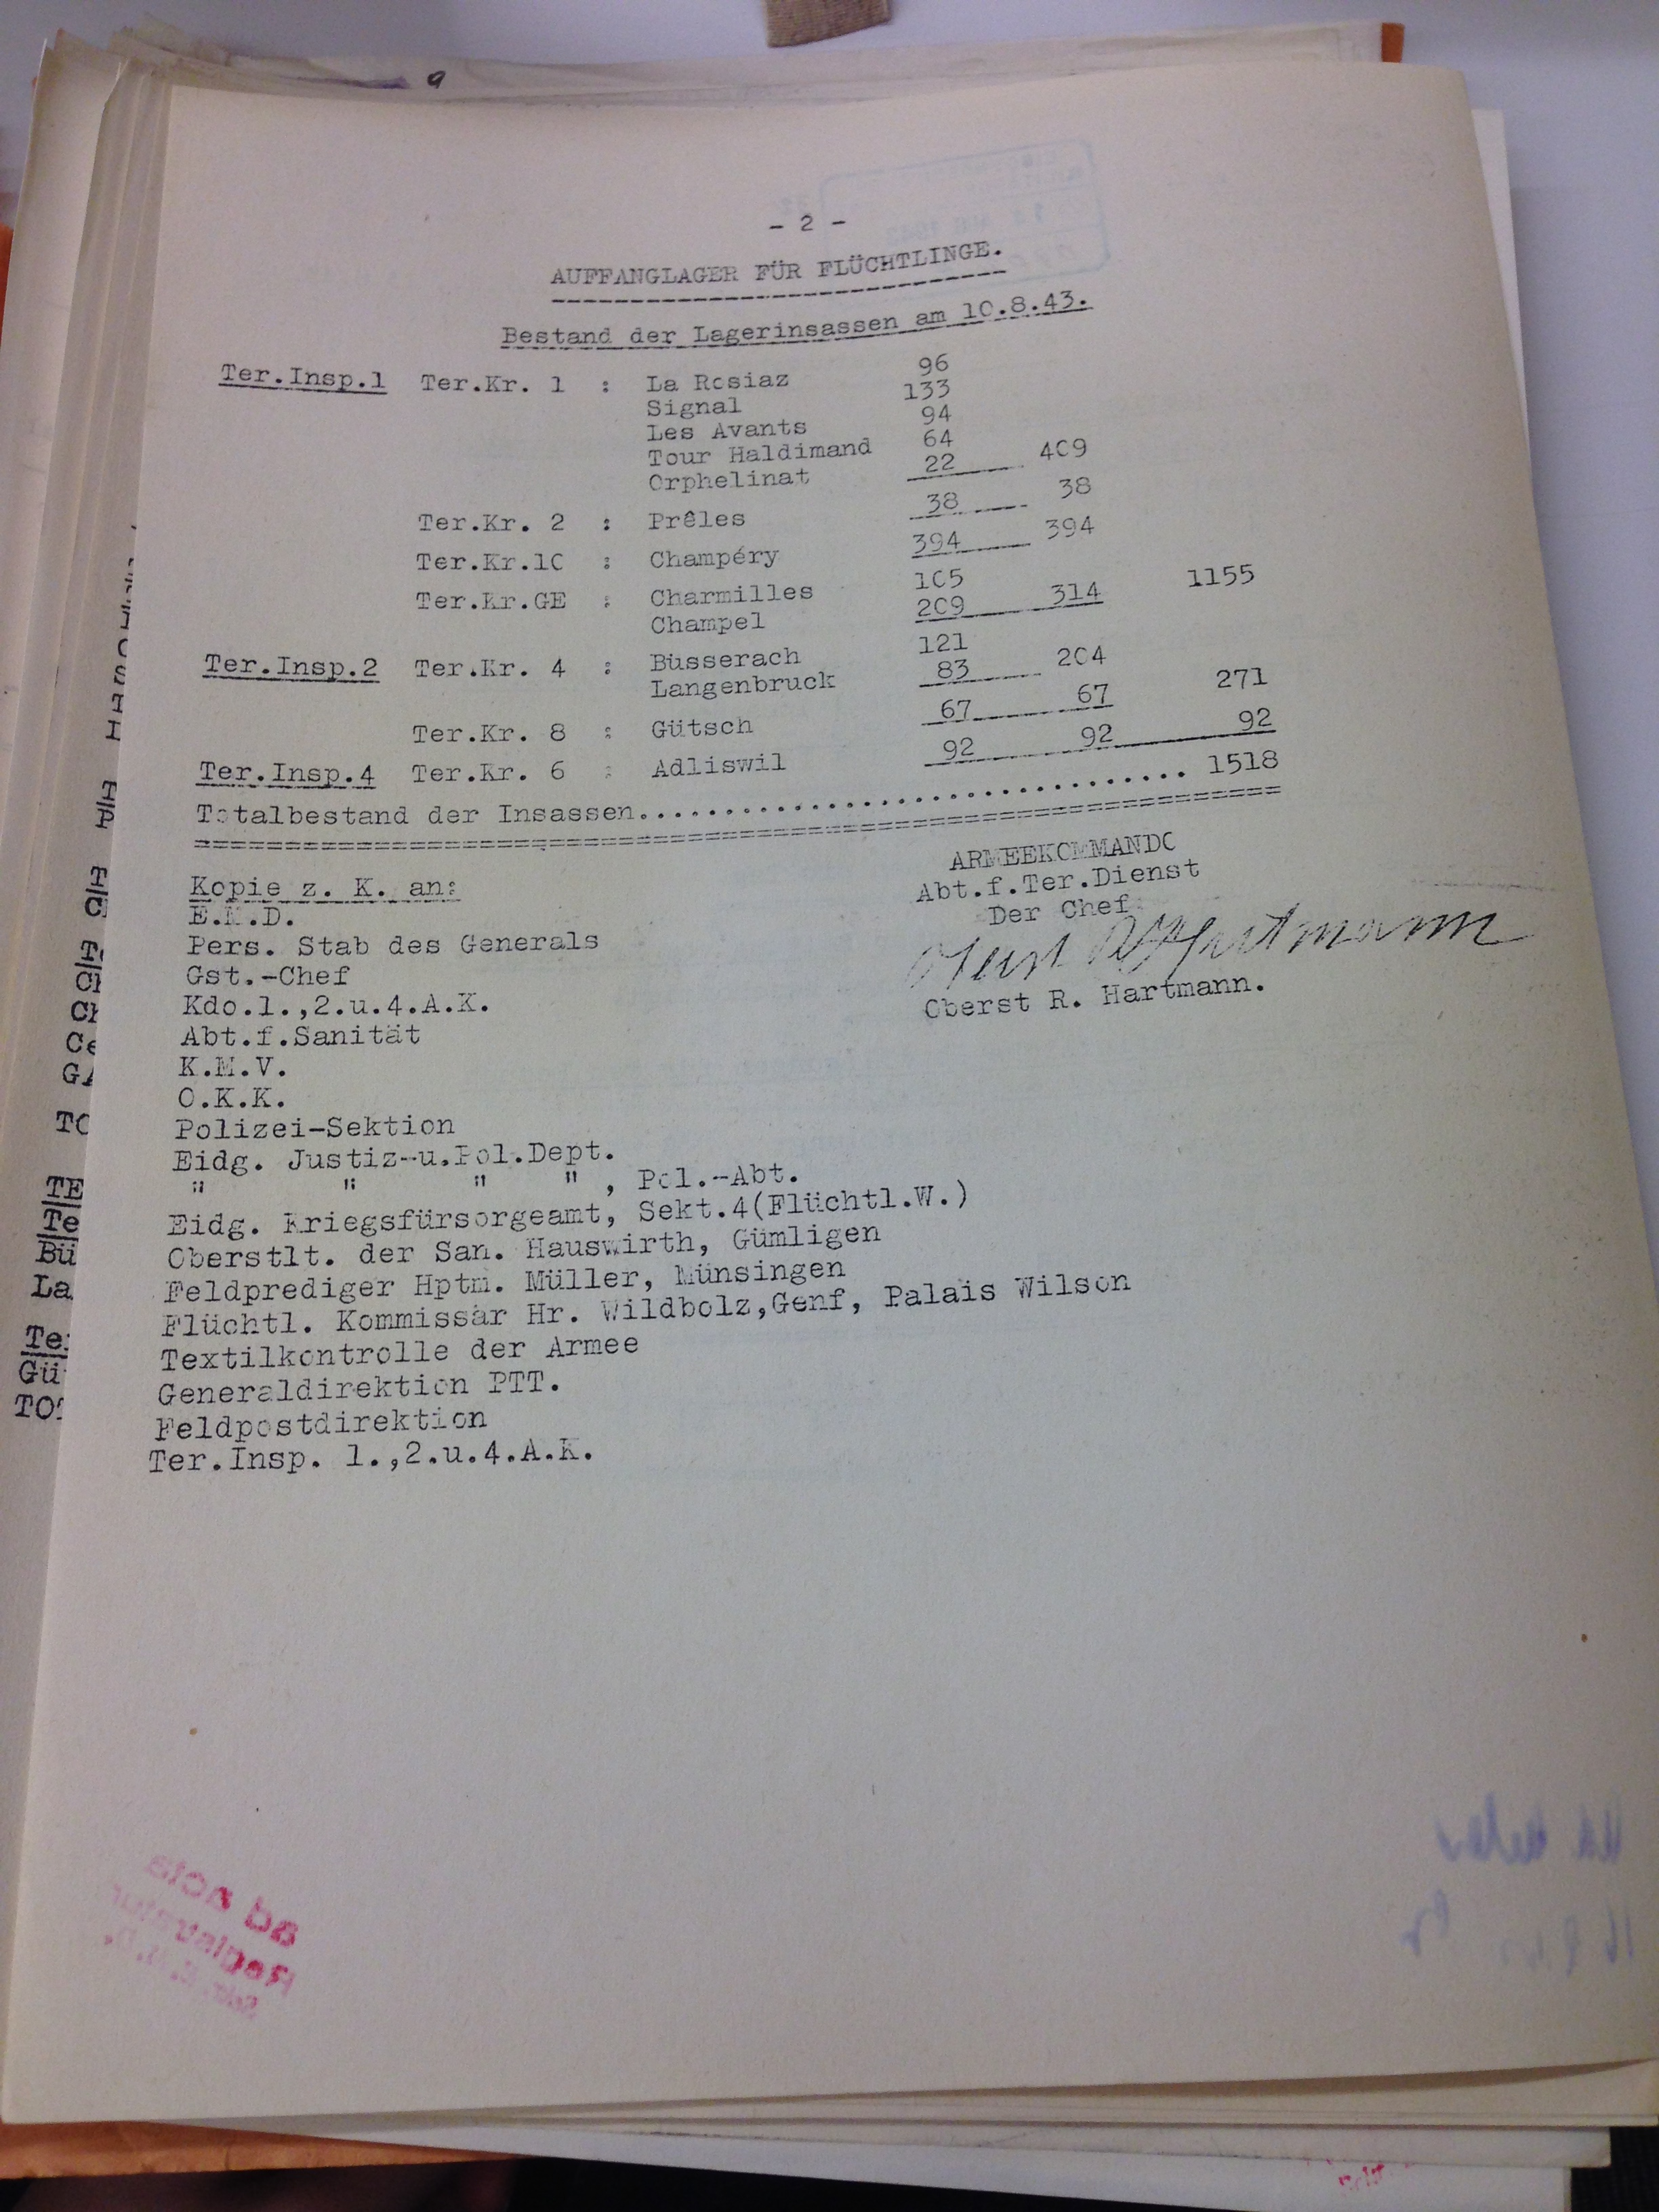 - 2 -
AUFFANGLAGER FÜR FLÜCHTLINGE.
Bestand der Lagerinsassen am 10.8.43.
Ter.Insp.1 Ter.Kr. 1 : La Rosiaz 96
Signal 133
Les Avants 94
Tour Haldimand 64
Orphelinat 22 409
Ter.Kr. 2 : Prêles 38 38
Ter.Kr.10 : Champéry 394 394
Ter.Kr.GE : Charmilles 105
Champel 209 314 1155
Ter.Insp.2 Ter.Kr. 4 : Büsserach 121
Langenbruck 83 204
Ter.Kr. 8 : Gütsch 67 67 271
Ter.Insp.4 Ter.Kr. 6 : Adliswil 92 92 92
Totalbestand der Insassen........................................ 1518
ARMEEKOMMANDO
Abt.f.Ter.Dienst
Der Chef:
Oberst R Hartmann
Oberst R. Hartmann.
Kopie z. K. an:
E.M.D.
Pers. Stab des Generals
Gst.-Chef
Kdo.1.,2.u.4.A.K.
Abt.f.Sanität
K.M.V.
O.K.K.
Polizei-Sektion
Eidg. Justiz-u.Pol.Dept.
" " " " , Pol.-Abt.
Eidg. Kriegsfürsorgeamt, Sekt.4(Flüchtl.W.)
Oberstlt. der San. Hauswirth, Gümligen
Feldprediger Hptm. Müller, Münsingen
Flüchtl. Kommissär Hr. Wildbolz,Genf, Palais Wilson
Textilkontrolle der Armee
Generaldirektion PTT.
Feldpostdirektion
Ter.Insp. 1.,2.u.4.A.K.
ad acta
Registratur